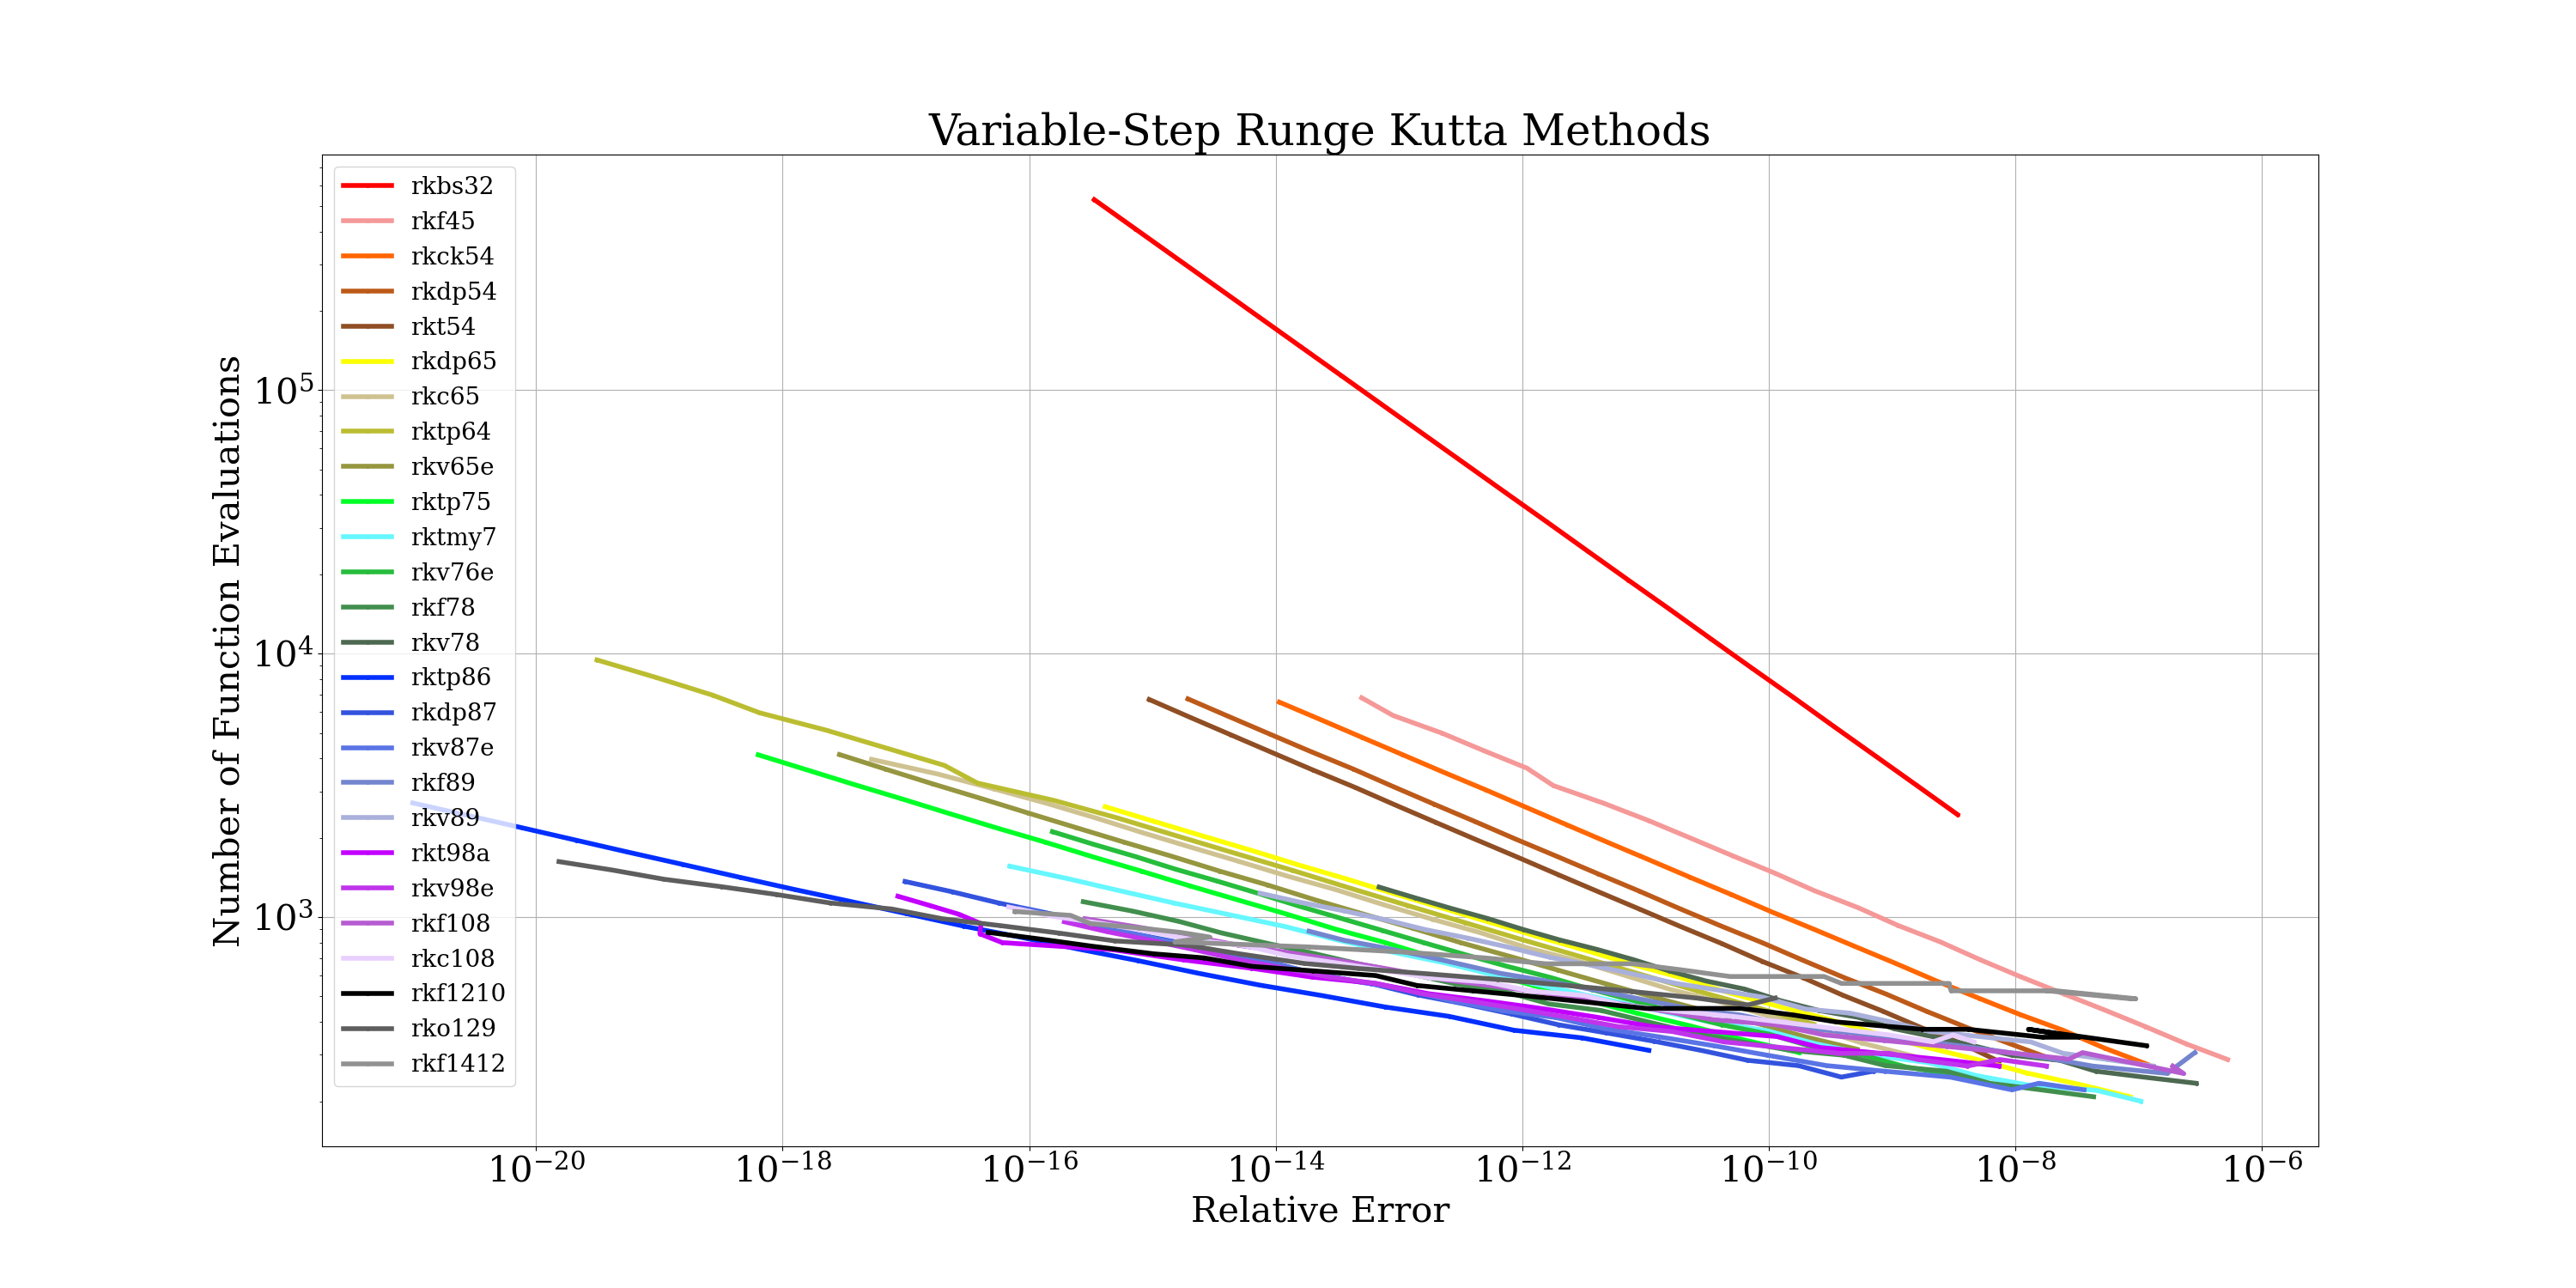 Variable-Step Runge Kutta Methods
Number of Function Evaluations
10^5
10^4
10^3
rkbs32
rkf45
rkck54
rkdp54
rkt54
rkdp65
rkc65
rktp64
rkv65e
rktp75
rktmy7
rkv76e
rkf78
rkv78
rktp86
rkdp87
rkv87e
rkf89
rkv89
rkt98a
rkv98e
rkf108
rkc108
rkf1210
rko129
rkf1412
10^−20 10^−18 10^−16 10^−14 10^−12 10^−10 10^−8 10^−6
Relative Error